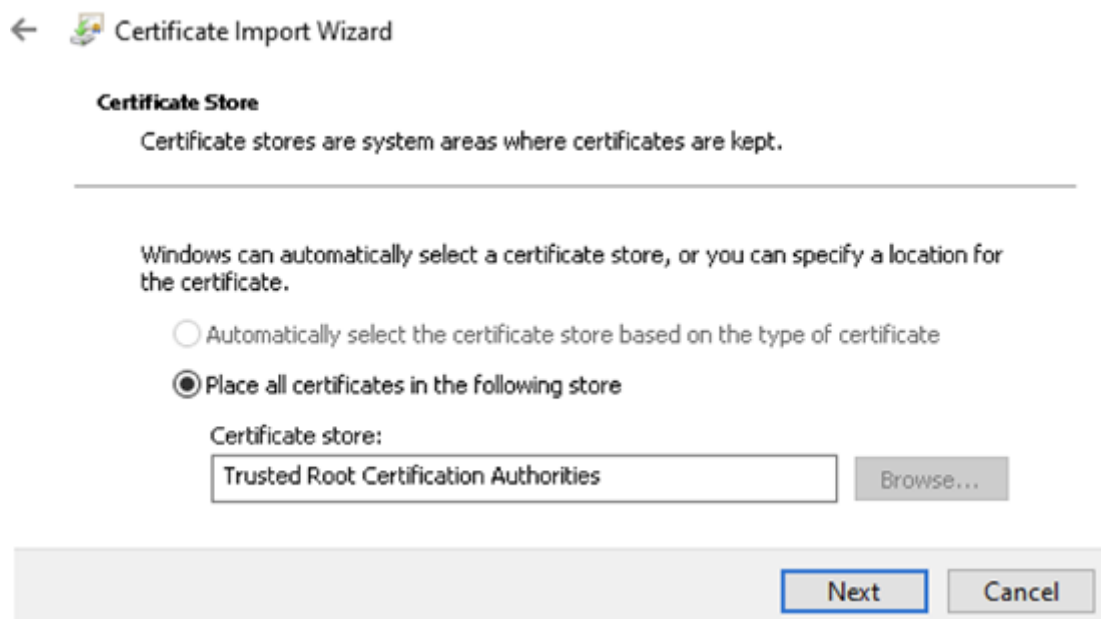 Certificate Import Wizard
Certificate Store
Certificate stores are system areas where certificates are kept.
Windows can automatically select a certificate store, or you can specify a location for
the certificate.
Automatically select the certificate store based on the type of certificate
Place all certificates in the following store
Certificate store:
Trusted Root Certification Authorities
Browse...
Next
Cancel